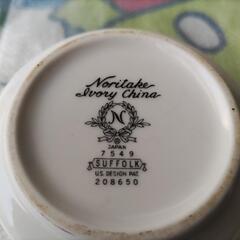 Noritake
Ivory China
N
JAPAN
7549
SUFFOLK
U.S. DESIGN PAT.
208650